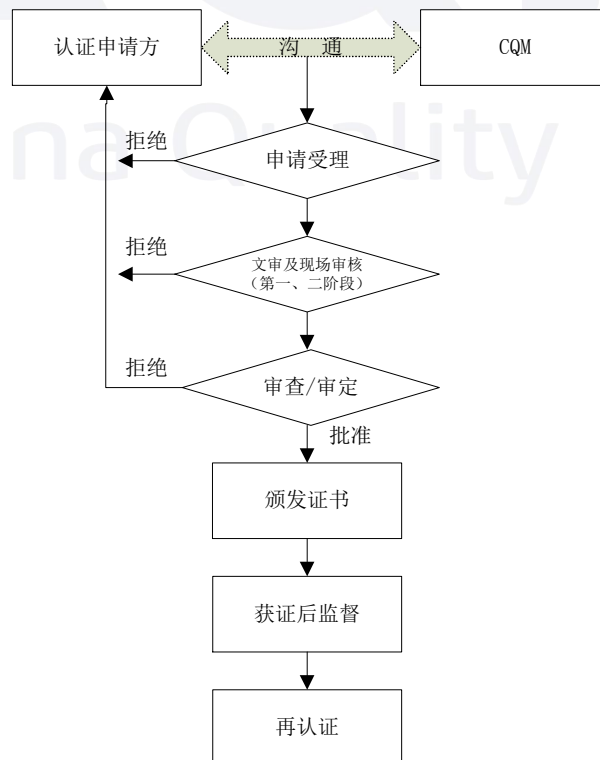 认证申请方
沟 通
CQM
拒绝
申请受理
拒绝
文审及现场审核
（第一、二阶段）
拒绝
审查/审定
批准
颁发证书
获证后监督
再认证
na Quality